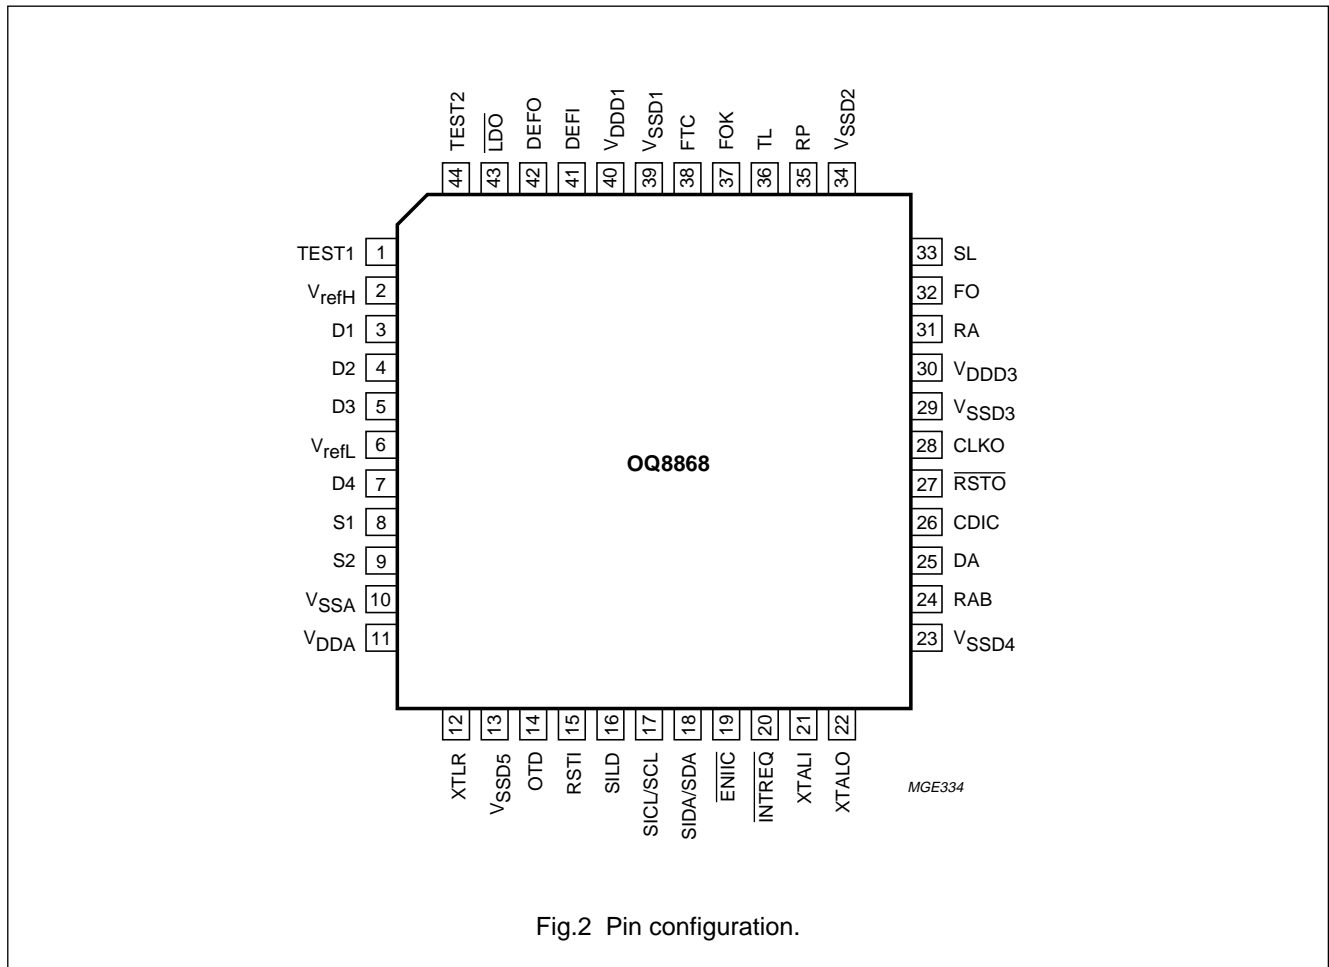 TEST2
LDO
DEFO
DEFI
VDDD1
VSSD1
FTC
FOK
TL
RP
VSSD2
44
43
42
41
40
39
38
37
36
35
34
TEST1 1
VrefH 2
D1 3
D2 4
D3 5
VrefL 6
D4 7
S1 8
S2 9
VSSA 10
VDDA 11
OQ8868
33 SL
32 FO
31 RA
30 VDDD3
29 VSSD3
28 CLKO
27 RSTO
26 CDIC
25 DA
24 RAB
23 VSSD4
12
13
14
15
16
17
18
19
20
21
22
XTLR
VSSD5
OTD
RSTI
SILD
SICL/SCL
SIDA/SDA
ENIIC
INTREQ
XTALI
XTALO
MGE334
Fig.2 Pin configuration.